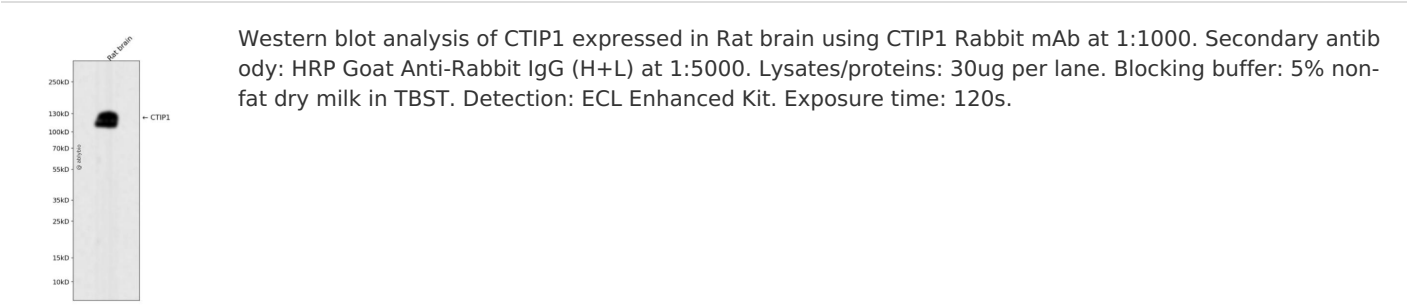 Rat brain
250kD
130kD
← CTIP1
100kD
70kD
55kD
35kD
25kD
15kD
10kD
Western blot analysis of CTIP1 expressed in Rat brain using CTIP1 Rabbit mAb at 1:1000. Secondary antib
ody: HRP Goat Anti-Rabbit IgG (H+L) at 1:5000. Lysates/proteins: 30ug per lane. Blocking buffer: 5% non-
fat dry milk in TBST. Detection: ECL Enhanced Kit. Exposure time: 120s.